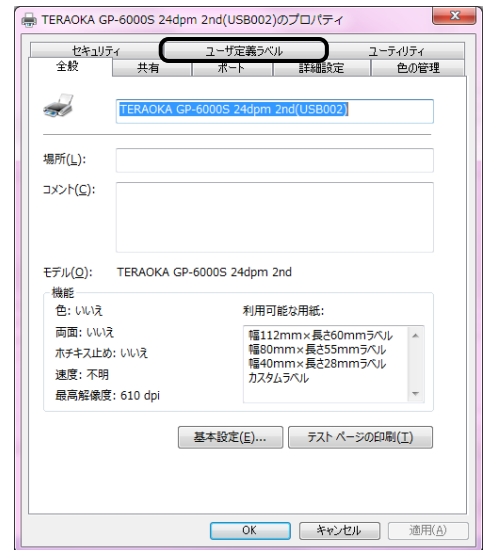 TERAOKA GP-6000S 24dpm 2nd(USB002)のプロパティ
セキュリティ ユーザ定義ラベル ユーティリティ
全般 共有 ポート 詳細設定 色の管理
TERAOKA GP-6000S 24dpm 2nd(USB002)
場所(L):
コメント(C):
モデル(O): TERAOKA GP-6000S 24dpm 2nd
機能
色: いいえ 利用可能な用紙:
両面: いいえ 幅112mm×長さ60mmラベル
ホチキス止め: いいえ 幅80mm×長さ55mmラベル
速度: 不明 幅40mm×長さ28mmラベル
最高解像度: 610 dpi カスタムラベル
基本設定(E)... テスト ページの印刷(T)
OK キャンセル 適用(A)